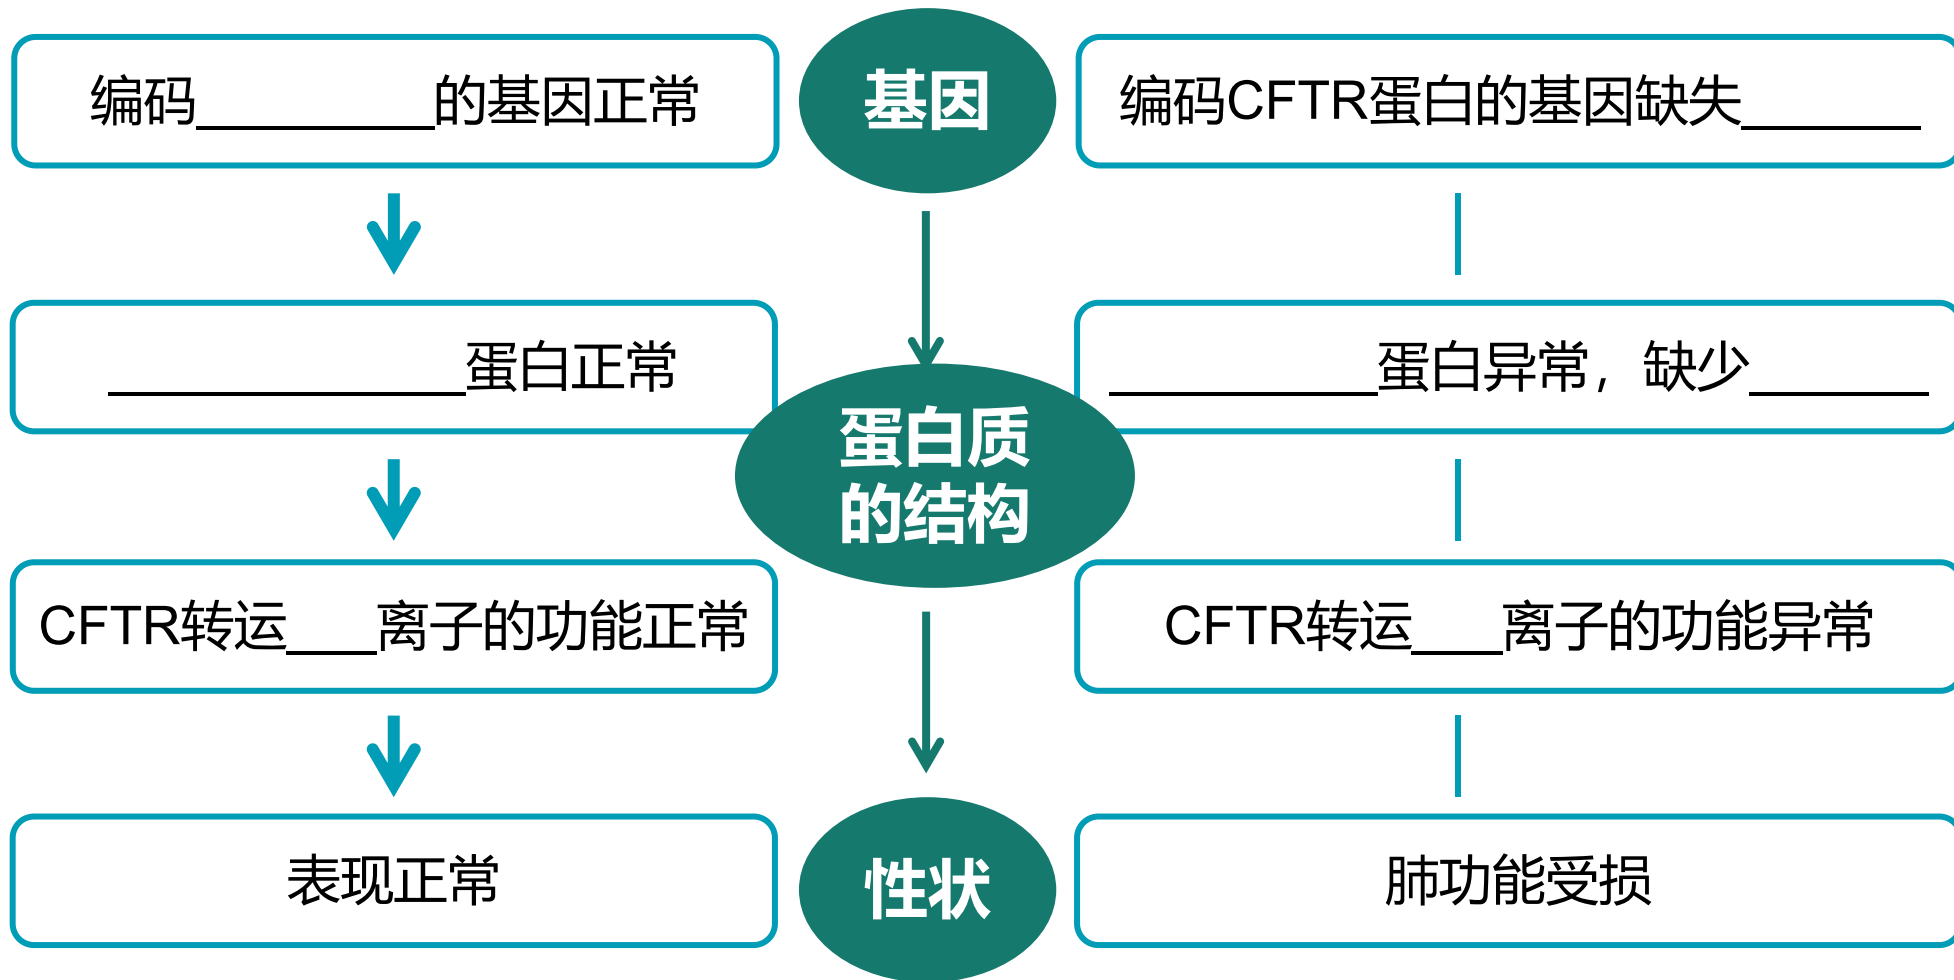 编码________的基因正常
基因
编码CFTR蛋白的基因缺失______
____________蛋白正常
_________蛋白异常，缺少______
蛋白质
的结构
CFTR转运___离子的功能正常
CFTR转运___离子的功能异常
表现正常
性状
肺功能受损